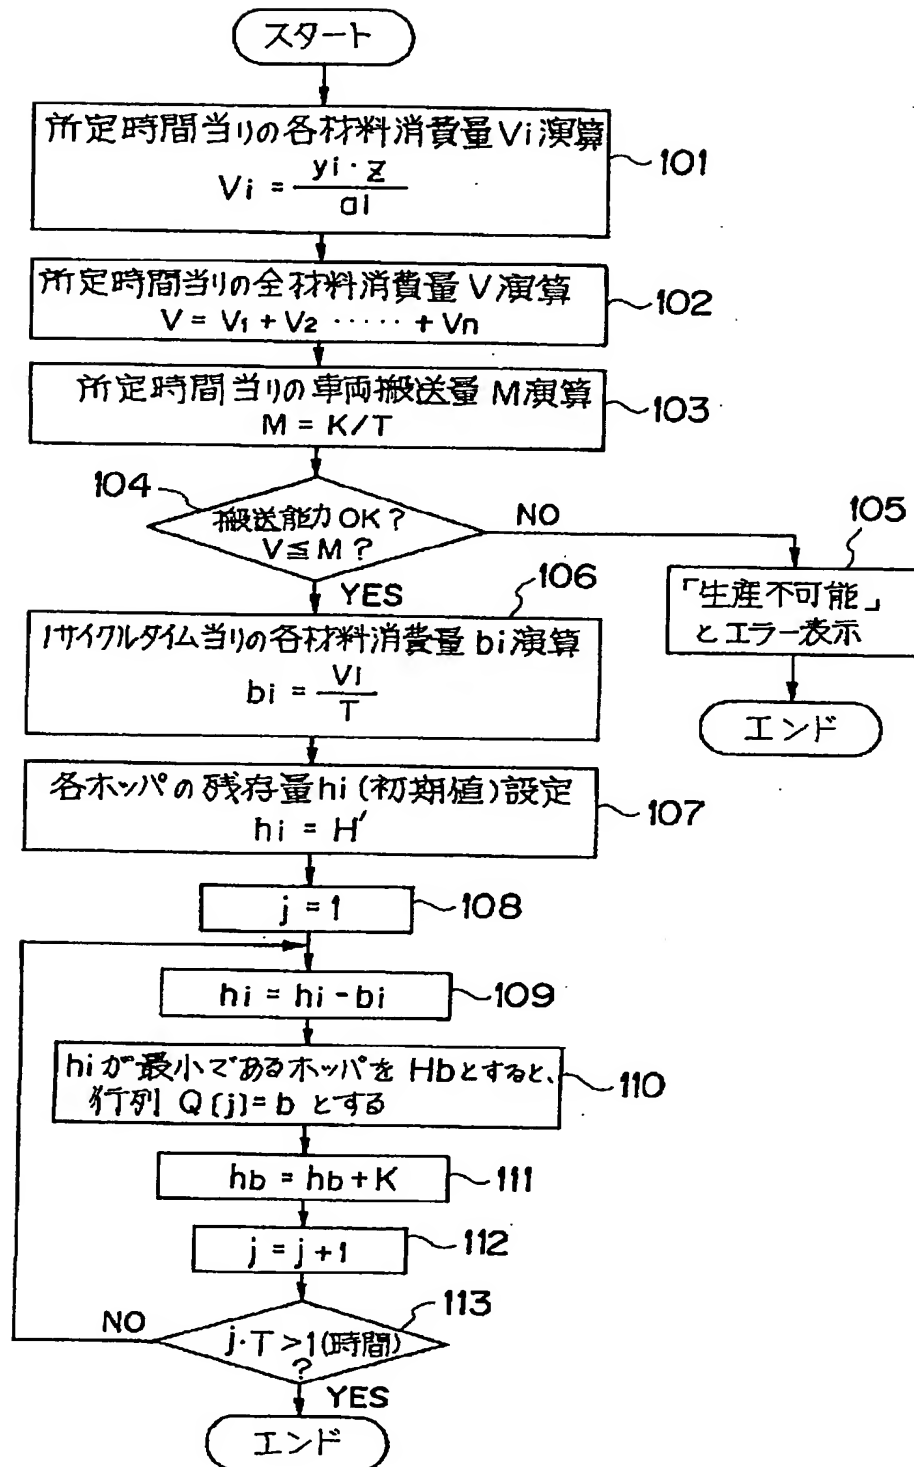 スタート
所定時間当りの各材料消費量Vi演算
Vi = yi・z / ai
101
所定時間当りの全材料消費量V演算
V = V1 + V2 ・・・・・ + Vn
102
所定時間当りの車両搬送量M演算
M = K/T
103
104
搬送能力OK?
V≦M?
NO
YES
105
「生産不可能」
とエラー表示
エンド
106
1サイクルタイム当りの各材料消費量bi演算
bi = Vi / T
各ホッパの残存量hi(初期値)設定
hi = H'
107
j = 1
108
hi = hi - bi
109
hiが最小であるホッパをHbとすると、
行列 Q[j]=b とする
110
hb = hb + K
111
j = j + 1
112
113
NO
j・T>1(時間)
?
YES
エンド